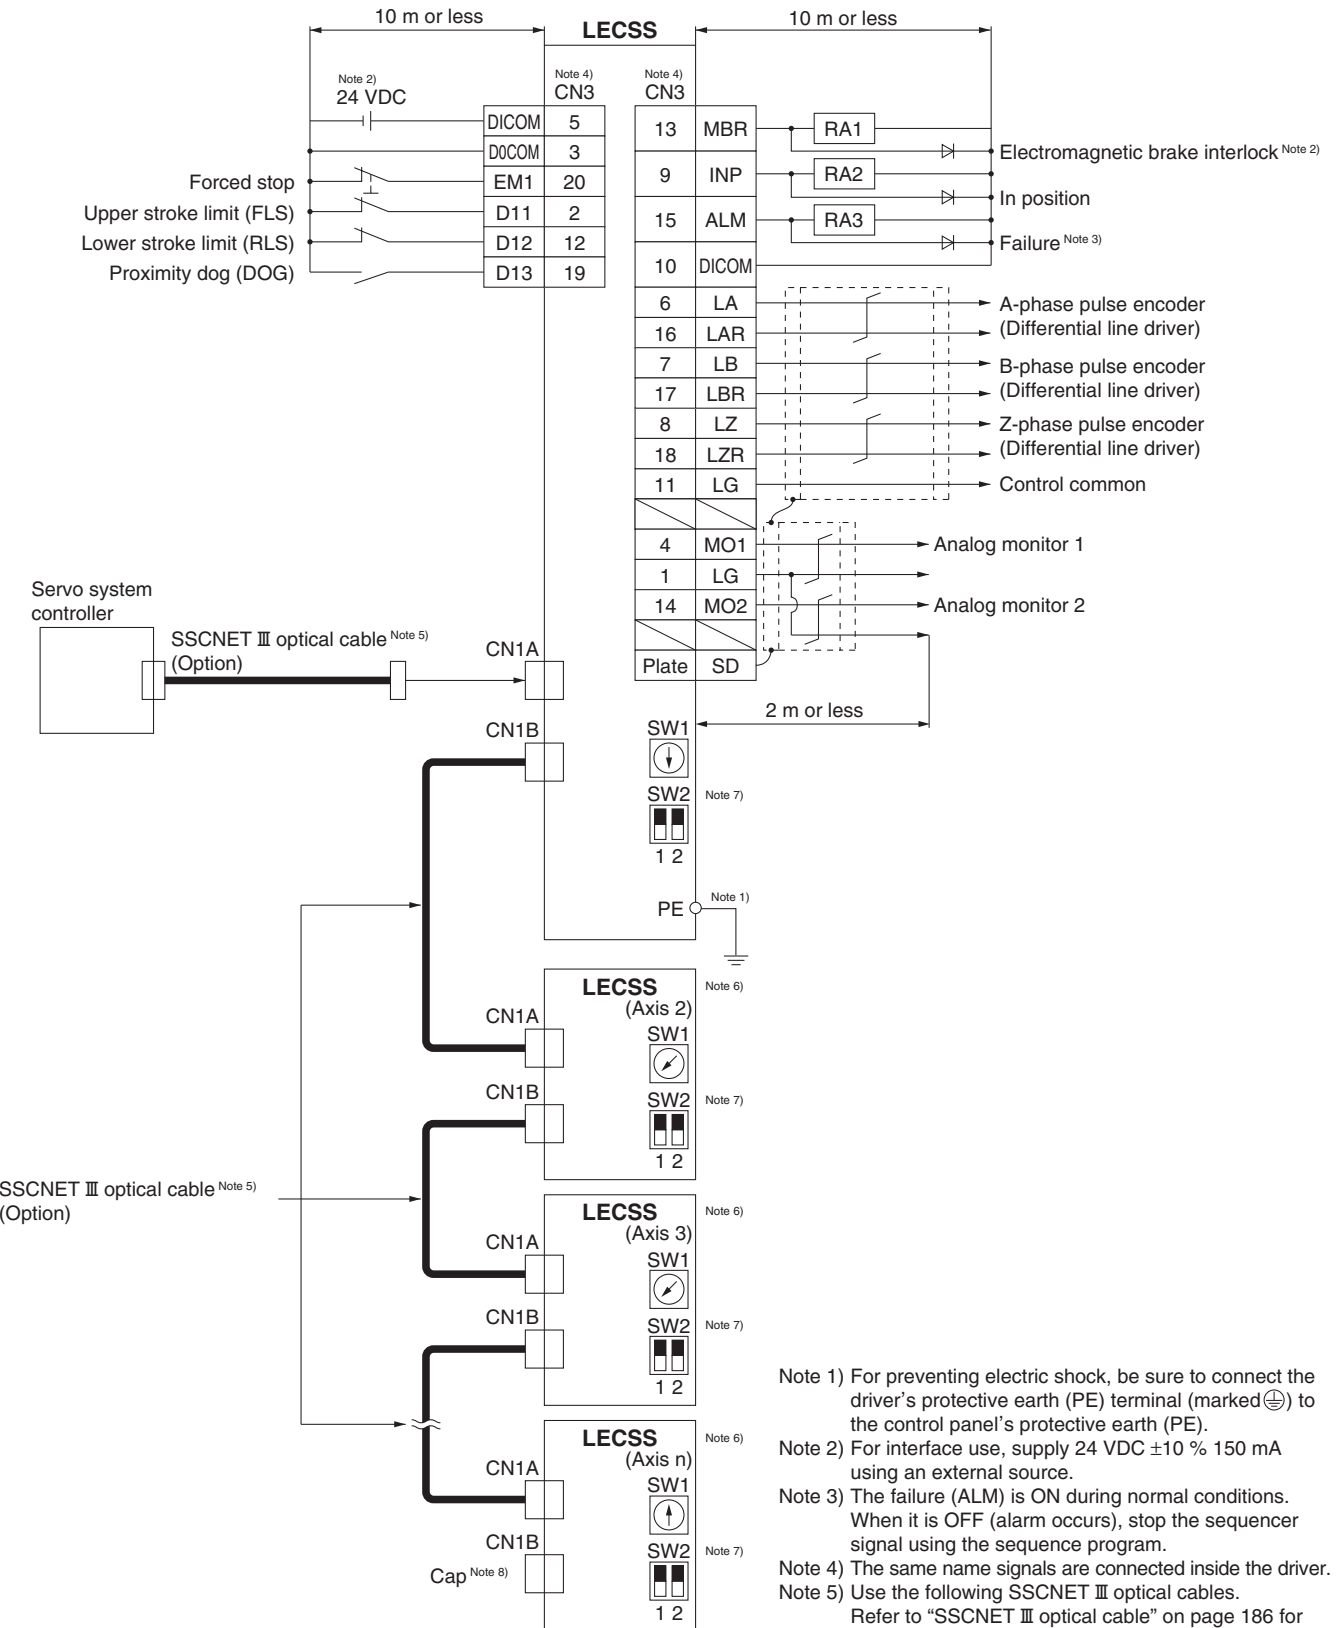 10 m or less
LECSS
10 m or less
Note 2)
24 VDC
Note 4)
CN3
Note 4)
CN3
DICOM 5
D0COM 3
Forced stop EM1 20
Upper stroke limit (FLS) D11 2
Lower stroke limit (RLS) D12 12
Proximity dog (DOG) D13 19
13 MBR RA1
Electromagnetic brake interlock Note 2)
9 INP RA2
In position
15 ALM RA3
Failure Note 3)
10 DICOM
6 LA A-phase pulse encoder
16 LAR (Differential line driver)
7 LB B-phase pulse encoder
17 LBR (Differential line driver)
8 LZ Z-phase pulse encoder
18 LZR (Differential line driver)
11 LG Control common
4 MO1 Analog monitor 1
1 LG
14 MO2 Analog monitor 2
Plate SD
2 m or less
Servo system
controller
SSCNET Ⅲ optical cable Note 5)
(Option)
CN1A
CN1B
SW1
SW2 Note 7)
1 2
PE Note 1)
LECSS Note 6)
(Axis 2)
CN1A
SW1
CN1B
SW2 Note 7)
1 2
SSCNET Ⅲ optical cable Note 5)
(Option)
LECSS Note 6)
(Axis 3)
CN1A
SW1
CN1B
SW2 Note 7)
1 2
LECSS Note 6)
(Axis n)
CN1A
SW1
CN1B
Cap Note 8)
SW2 Note 7)
1 2
Note 1) For preventing electric shock, be sure to connect the
driver's protective earth (PE) terminal (marked ⏚) to
the control panel's protective earth (PE).
Note 2) For interface use, supply 24 VDC ±10 % 150 mA
using an external source.
Note 3) The failure (ALM) is ON during normal conditions.
When it is OFF (alarm occurs), stop the sequencer
signal using the sequence program.
Note 4) The same name signals are connected inside the driver.
Note 5) Use the following SSCNET Ⅲ optical cables.
Refer to “SSCNET Ⅲ optical cable” on page 186 for